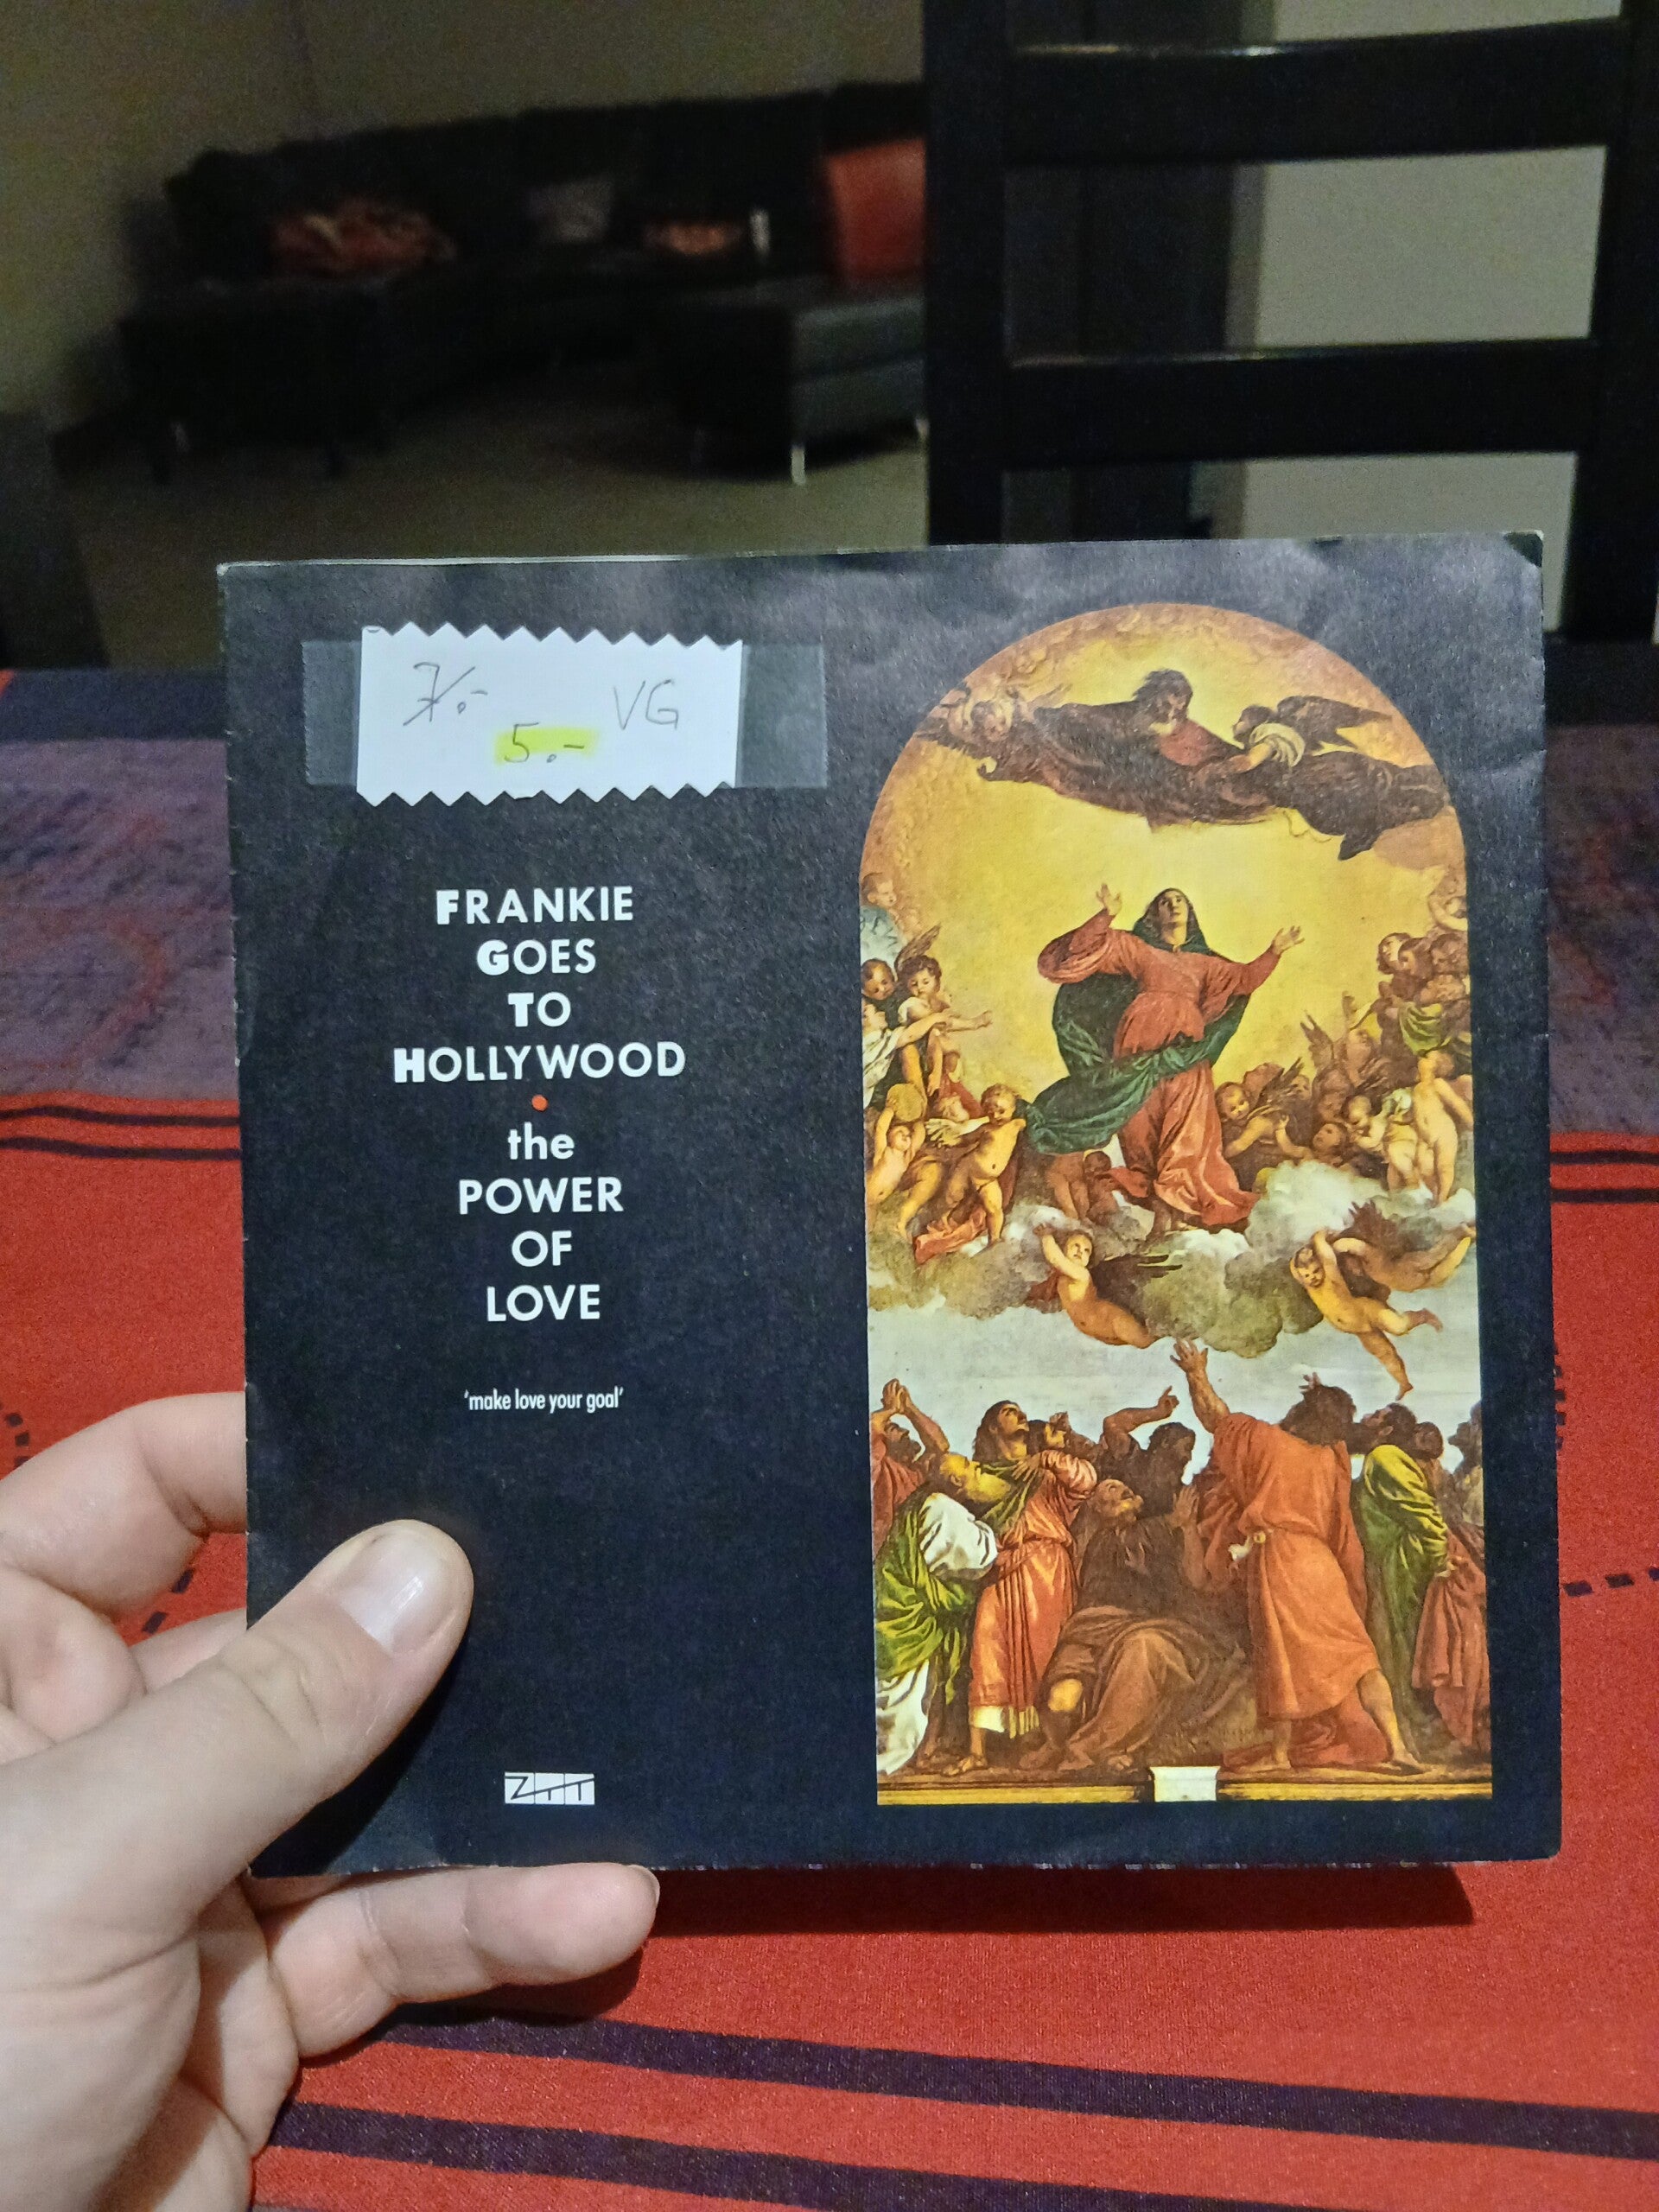 7.- VG
5.-
FRANKIE
GOES
TO
HOLLYWOOD
the
POWER
OF
LOVE
'make love your goal'
ZTT